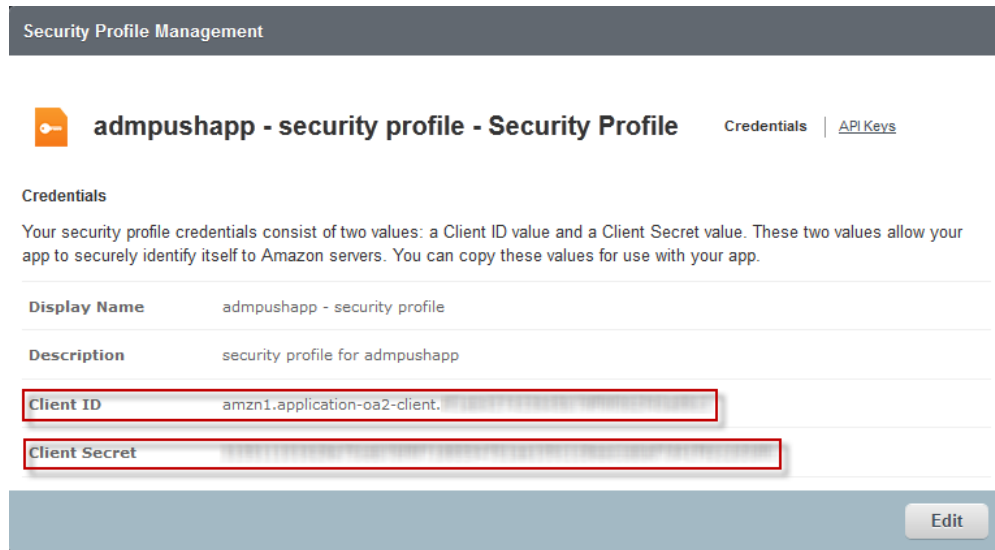 Security Profile Management
admpushapp - security profile - Security Profile
Credentials | API Keys
Credentials
Your security profile credentials consist of two values: a Client ID value and a Client Secret value. These two values allow your
app to securely identify itself to Amazon servers. You can copy these values for use with your app.
Display Name admpushapp - security profile
Description security profile for admpushapp
Client ID amzn1.application-oa2-client.
Client Secret
Edit